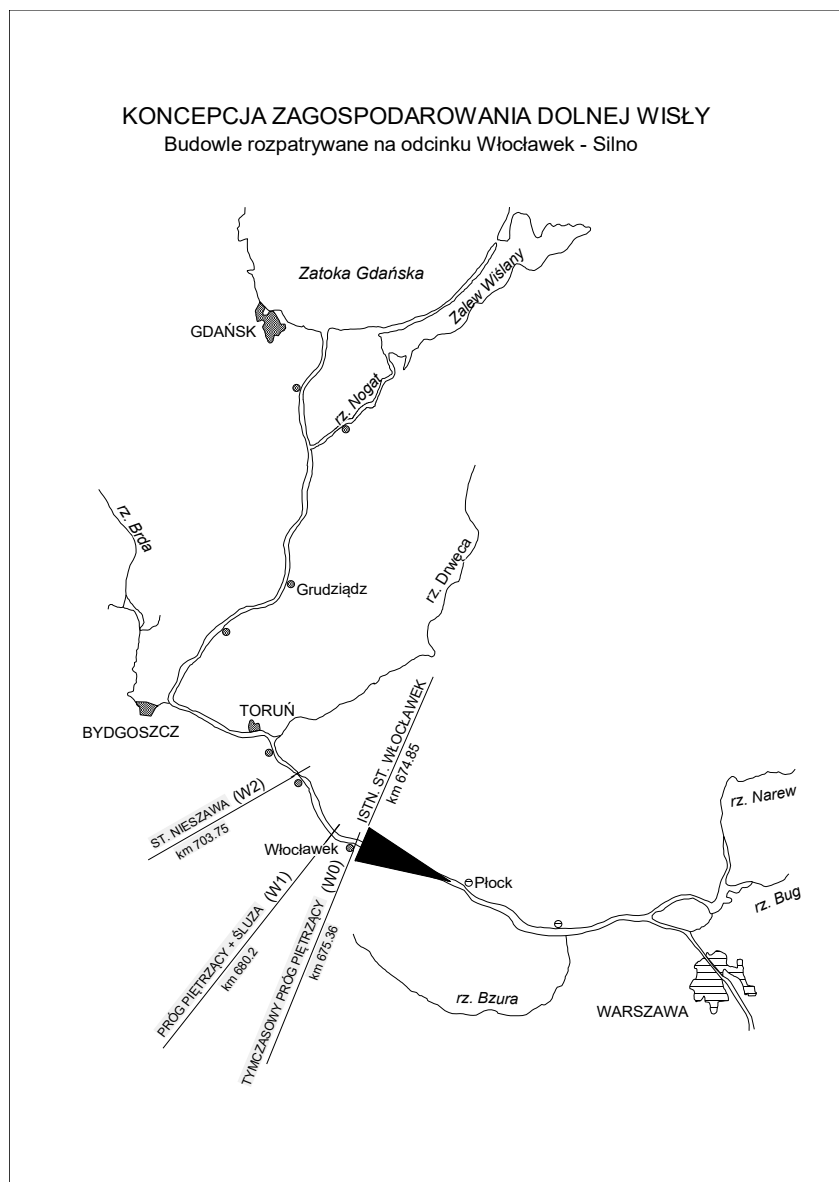 KONCEPCJA ZAGOSPODAROWANIA DOLNEJ WISŁY
Budowle rozpatrywane na odcinku Włocławek - Silno
Zatoka Gdańska
Zalew Wiślany
GDAŃSK
rz. Nogat
rz. Brda
rz. Drwęca
Grudziądz
TORUŃ
BYDGOSZCZ
ISTN. ST. WŁOCŁAWEK
km 674.85
ST. NIESZAWA (W2)
km 703.75
Włocławek
PRÓG PIĘTRZĄCY + ŚLUZA (W1)
km 680.2
TYMCZASOWY PRÓG PIĘTRZĄCY (W0)
km 675.36
Płock
rz. Narew
rz. Bug
rz. Bzura
WARSZAWA